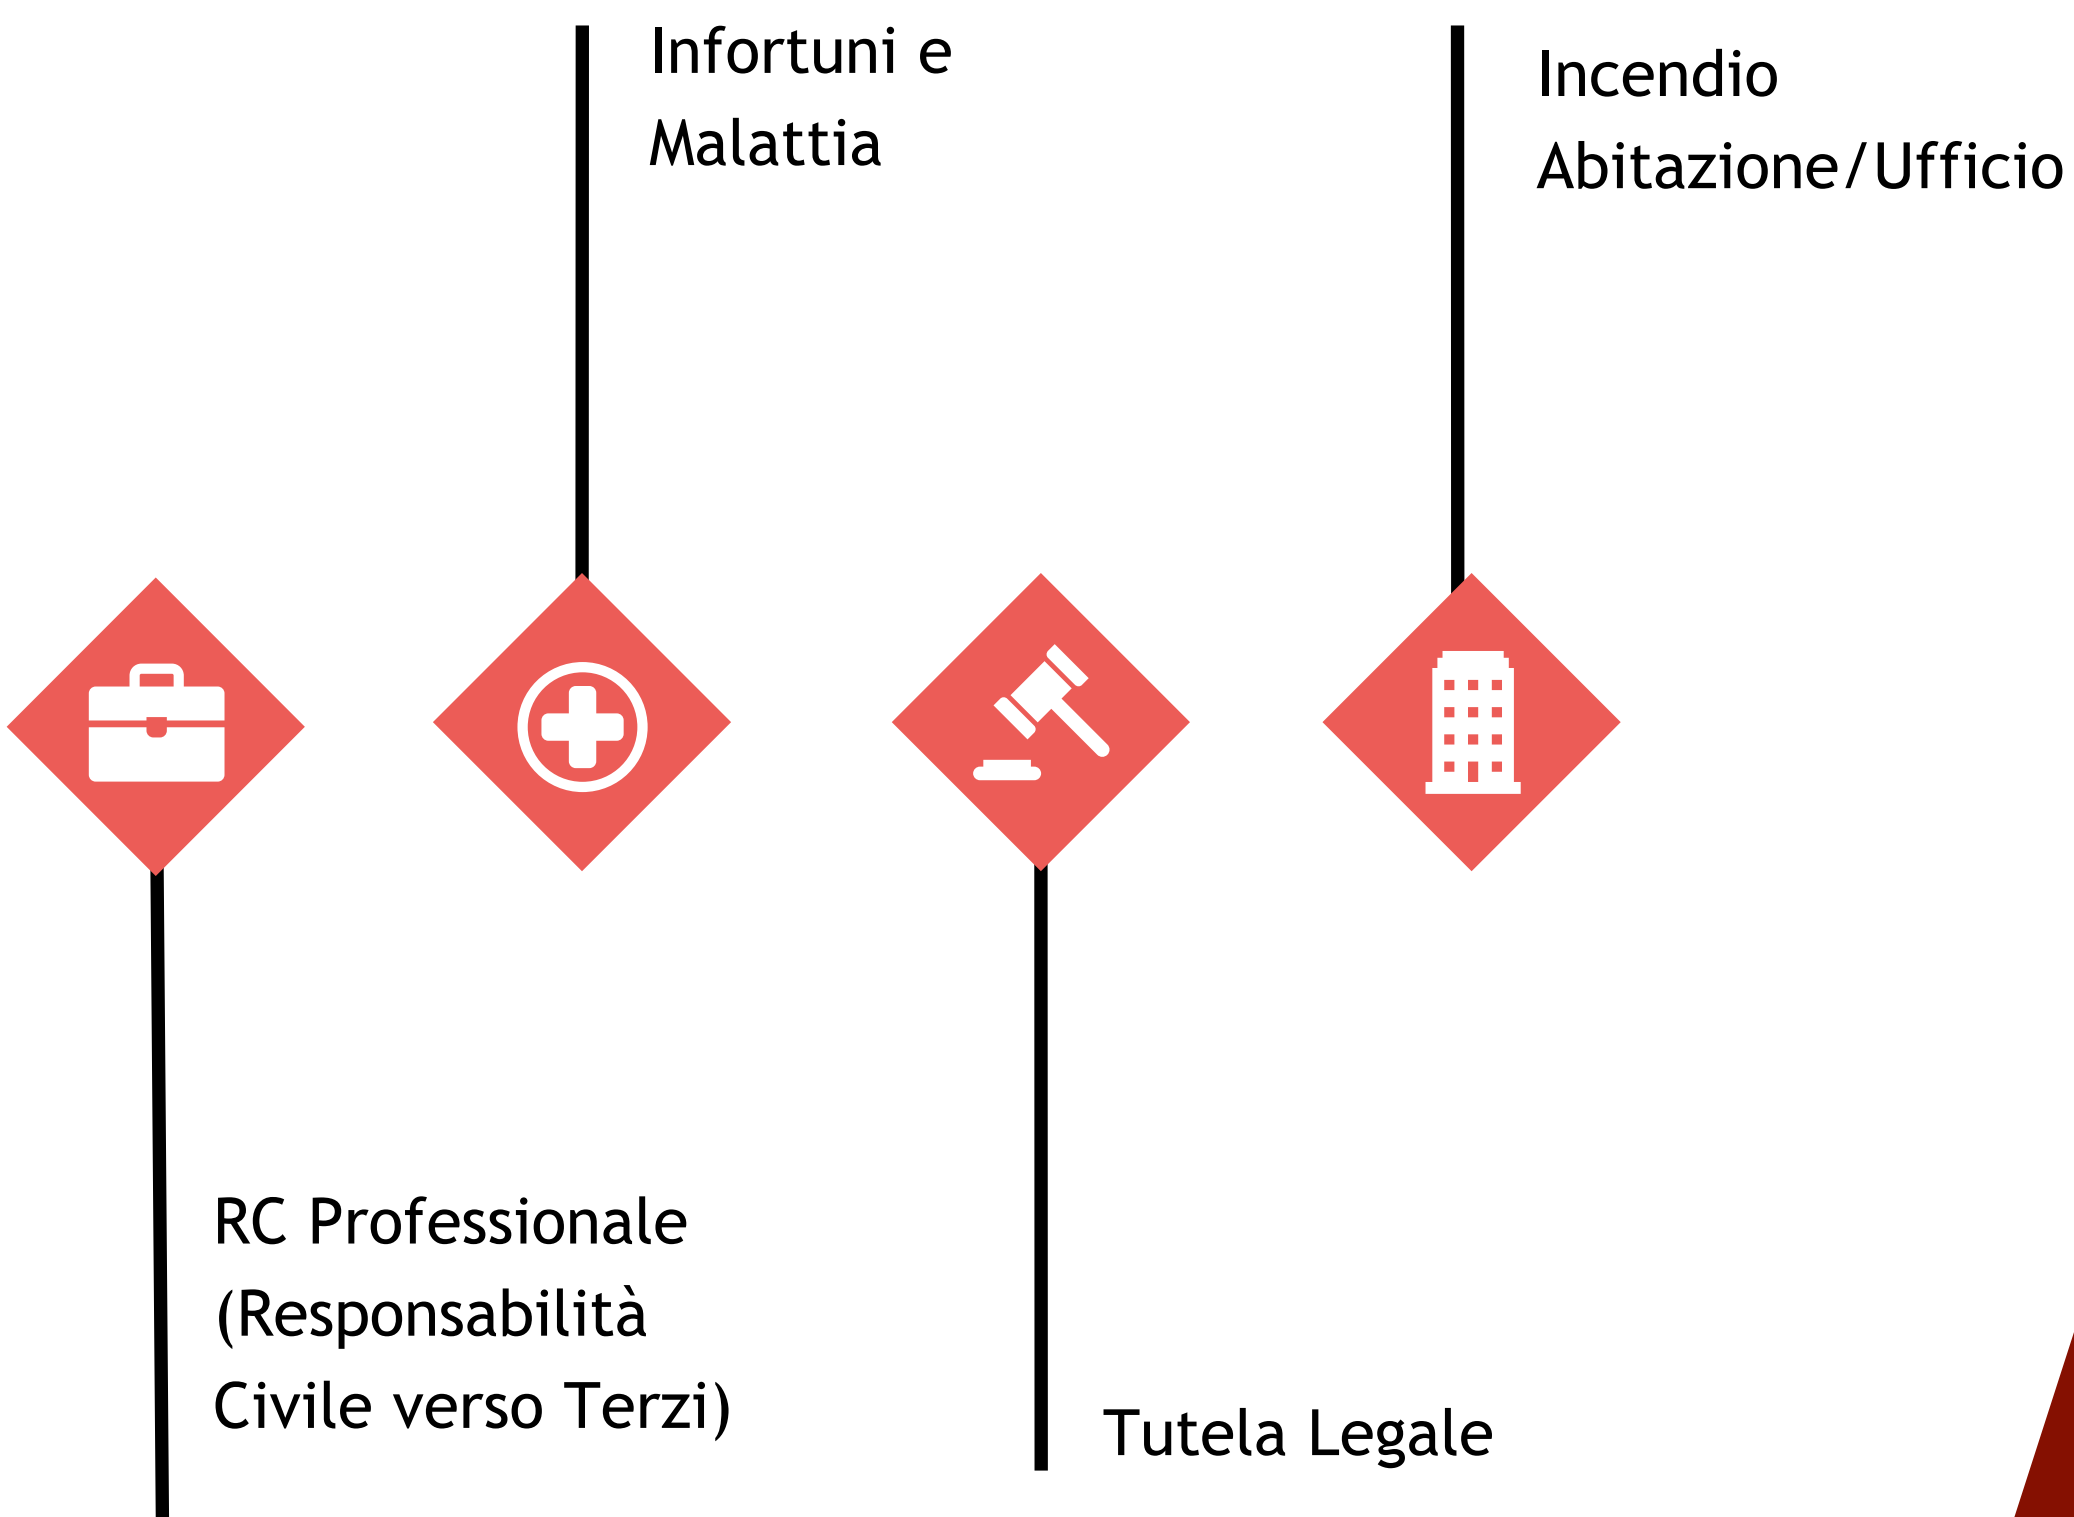 Infortuni e
Malattia
Incendio
Abitazione/Ufficio
RC Professionale
(Responsabilità
Civile verso Terzi)
Tutela Legale